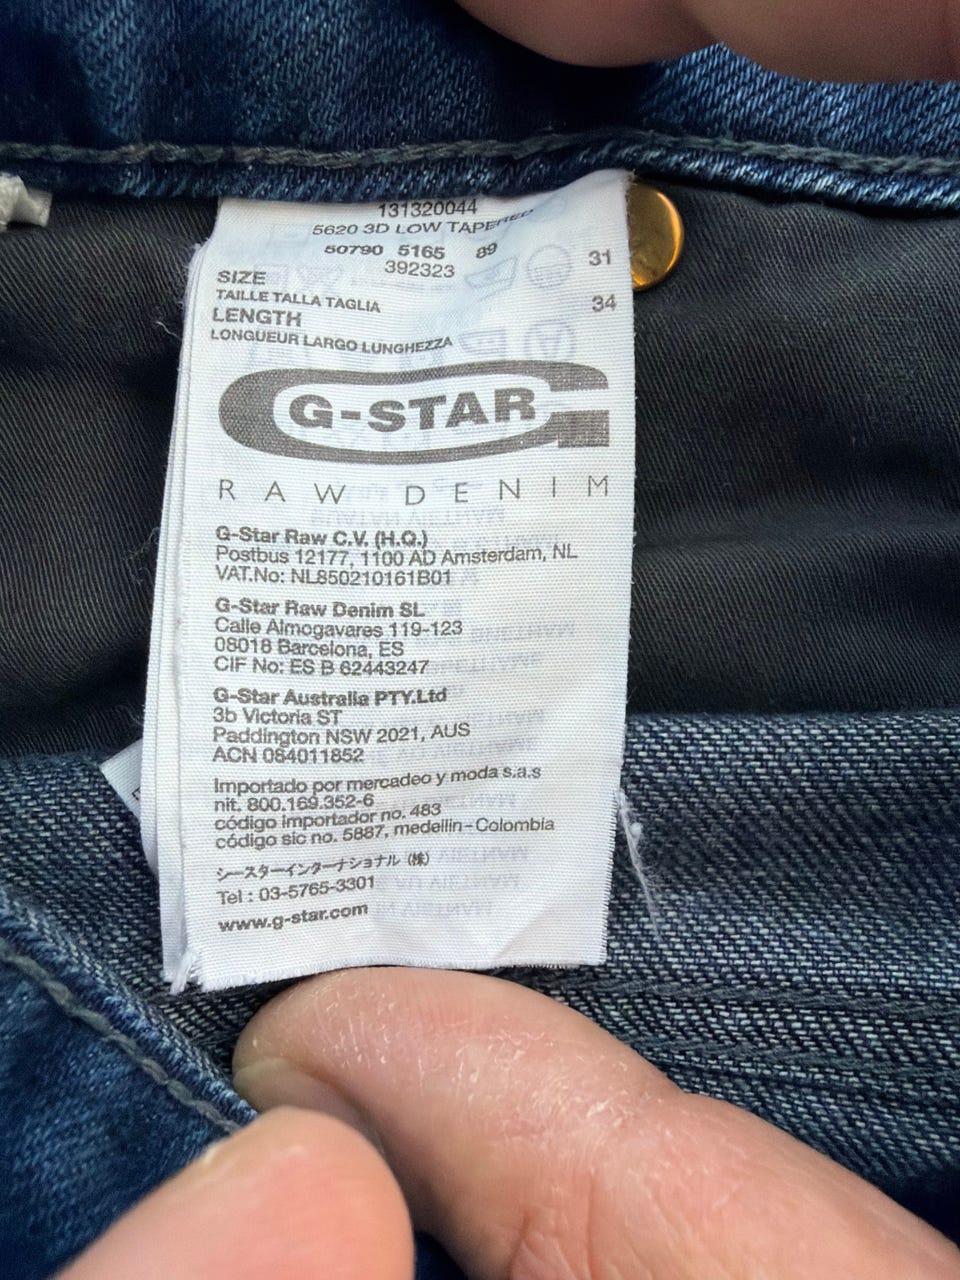 131320044
5620 3D LOW TAPERED
50790 5165 89
392323
SIZE 31
TAILLE TALLA TAGLIA
LENGTH 34
LONGUEUR LARGO LUNGHEZZA
G-STAR
RAW DENIM
G-Star Raw C.V. (H.Q.)
Postbus 12177, 1100 AD Amsterdam, NL
VAT.No: NL850210161B01
G-Star Raw Denim SL
Calle Almogavares 119-123
08018 Barcelona, ES
CIF No: ES B 62443247
G-Star Australia PTY.Ltd
3b Victoria ST
Paddington NSW 2021, AUS
ACN 084011852
Importado por mercadeo y moda s.a.s
nit. 800.169.352-6
código importador no. 483
código sic no. 5887, medellin-Colombia
シースターインターナショナル (株)
Tel : 03-5765-3301
www.g-star.com